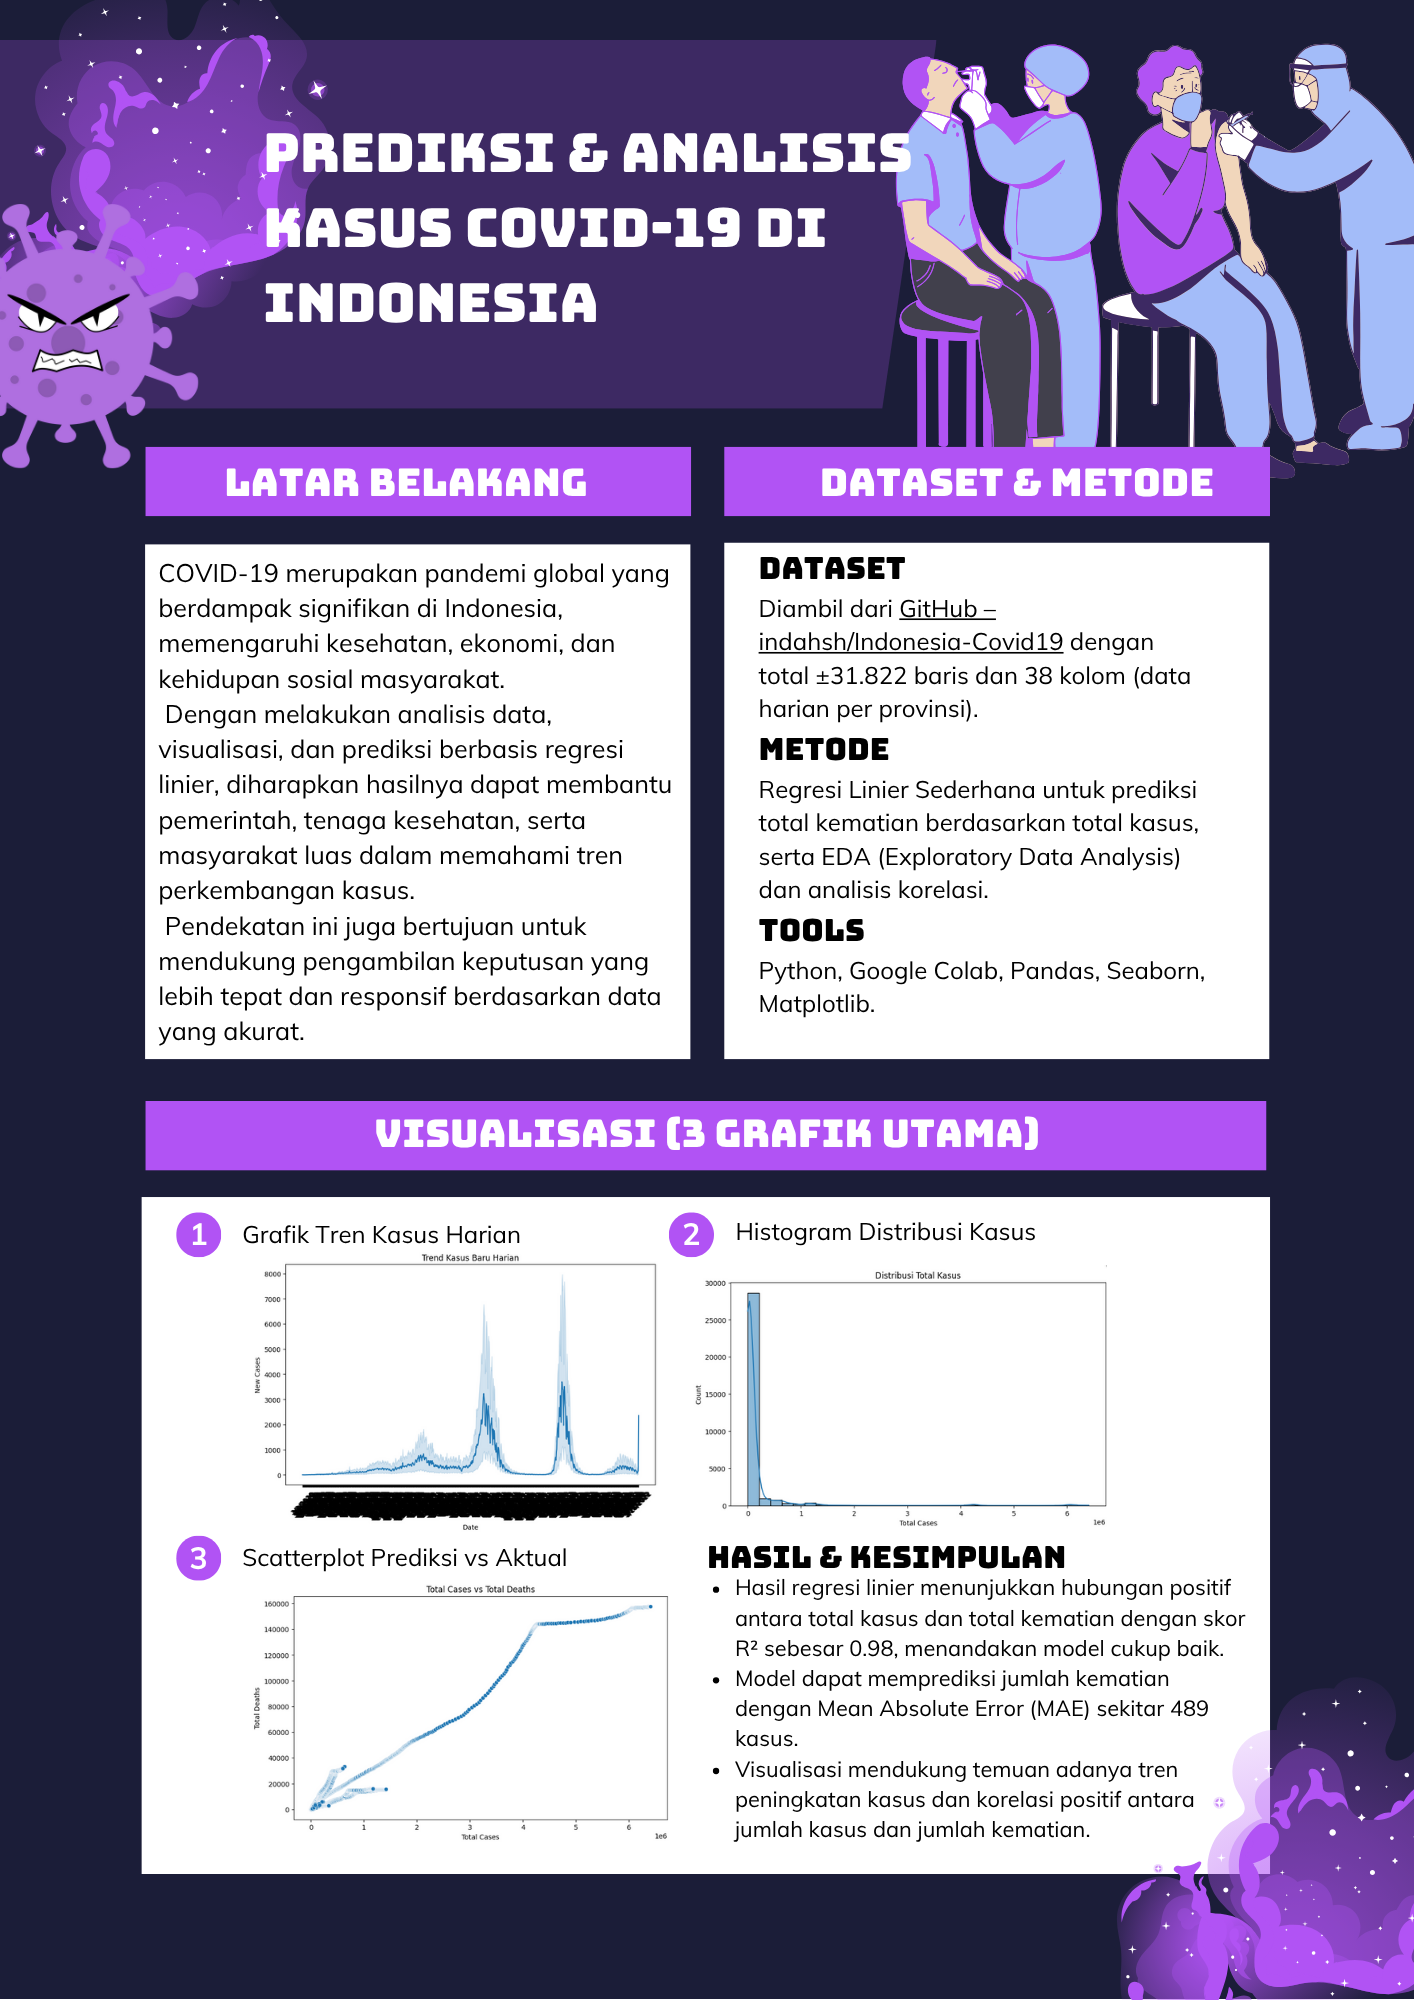 PREDIKSI & ANALISIS
KASUS COVID-19 DI
INDONESIA
LATAR BELAKANG
COVID-19 merupakan pandemi global yang
berdampak signifikan di Indonesia,
memengaruhi kesehatan, ekonomi, dan
kehidupan sosial masyarakat.
Dengan melakukan analisis data,
visualisasi, dan prediksi berbasis regresi
linier, diharapkan hasilnya dapat membantu
pemerintah, tenaga kesehatan, serta
masyarakat luas dalam memahami tren
perkembangan kasus.
Pendekatan ini juga bertujuan untuk
mendukung pengambilan keputusan yang
lebih tepat dan responsif berdasarkan data
yang akurat.
DATASET & METODE
DATASET
Diambil dari GitHub –
indahsh/Indonesia-Covid19 dengan
total ±31.822 baris dan 38 kolom (data
harian per provinsi).
METODE
Regresi Linier Sederhana untuk prediksi
total kematian berdasarkan total kasus,
serta EDA (Exploratory Data Analysis)
dan analisis korelasi.
TOOLS
Python, Google Colab, Pandas, Seaborn,
Matplotlib.
VISUALISASI (3 GRAFIK UTAMA)
1 Grafik Tren Kasus Harian
Trend Kasus Baru Harian
New Cases
8000
7000
6000
5000
4000
3000
2000
1000
0
Date
2 Histogram Distribusi Kasus
Distribusi Total Kasus
Count
30000
25000
20000
15000
10000
5000
0
0 1 2 3 4 5 6
Total Cases
1e6
3 Scatterplot Prediksi vs Aktual
Total Cases vs Total Deaths
Total Deaths
160000
140000
120000
100000
80000
60000
40000
20000
0
0 1 2 3 4 5 6
Total Cases
1e6
HASIL & KESIMPULAN
• Hasil regresi linier menunjukkan hubungan positif
antara total kasus dan total kematian dengan skor
R² sebesar 0.98, menandakan model cukup baik.
• Model dapat memprediksi jumlah kematian
dengan Mean Absolute Error (MAE) sekitar 489
kasus.
• Visualisasi mendukung temuan adanya tren
peningkatan kasus dan korelasi positif antara
jumlah kasus dan jumlah kematian.